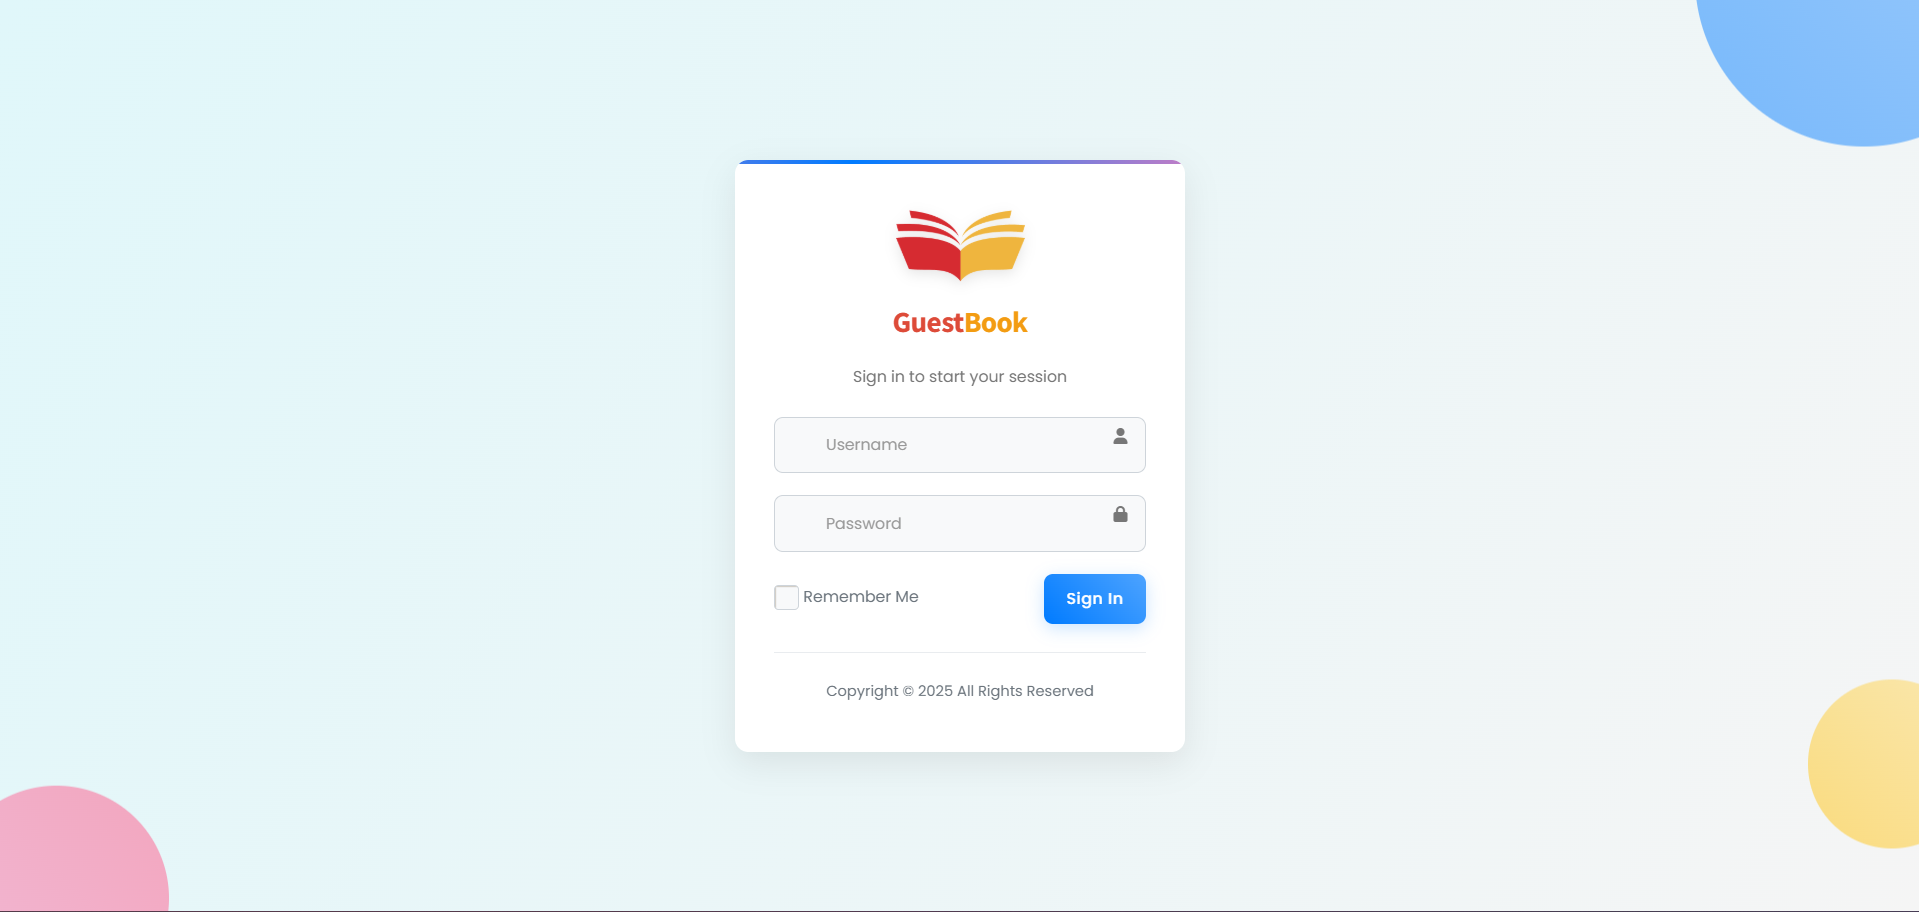 GuestBook
Sign in to start your session
Username
Password
Remember Me
Sign In
Copyright © 2025 All Rights Reserved